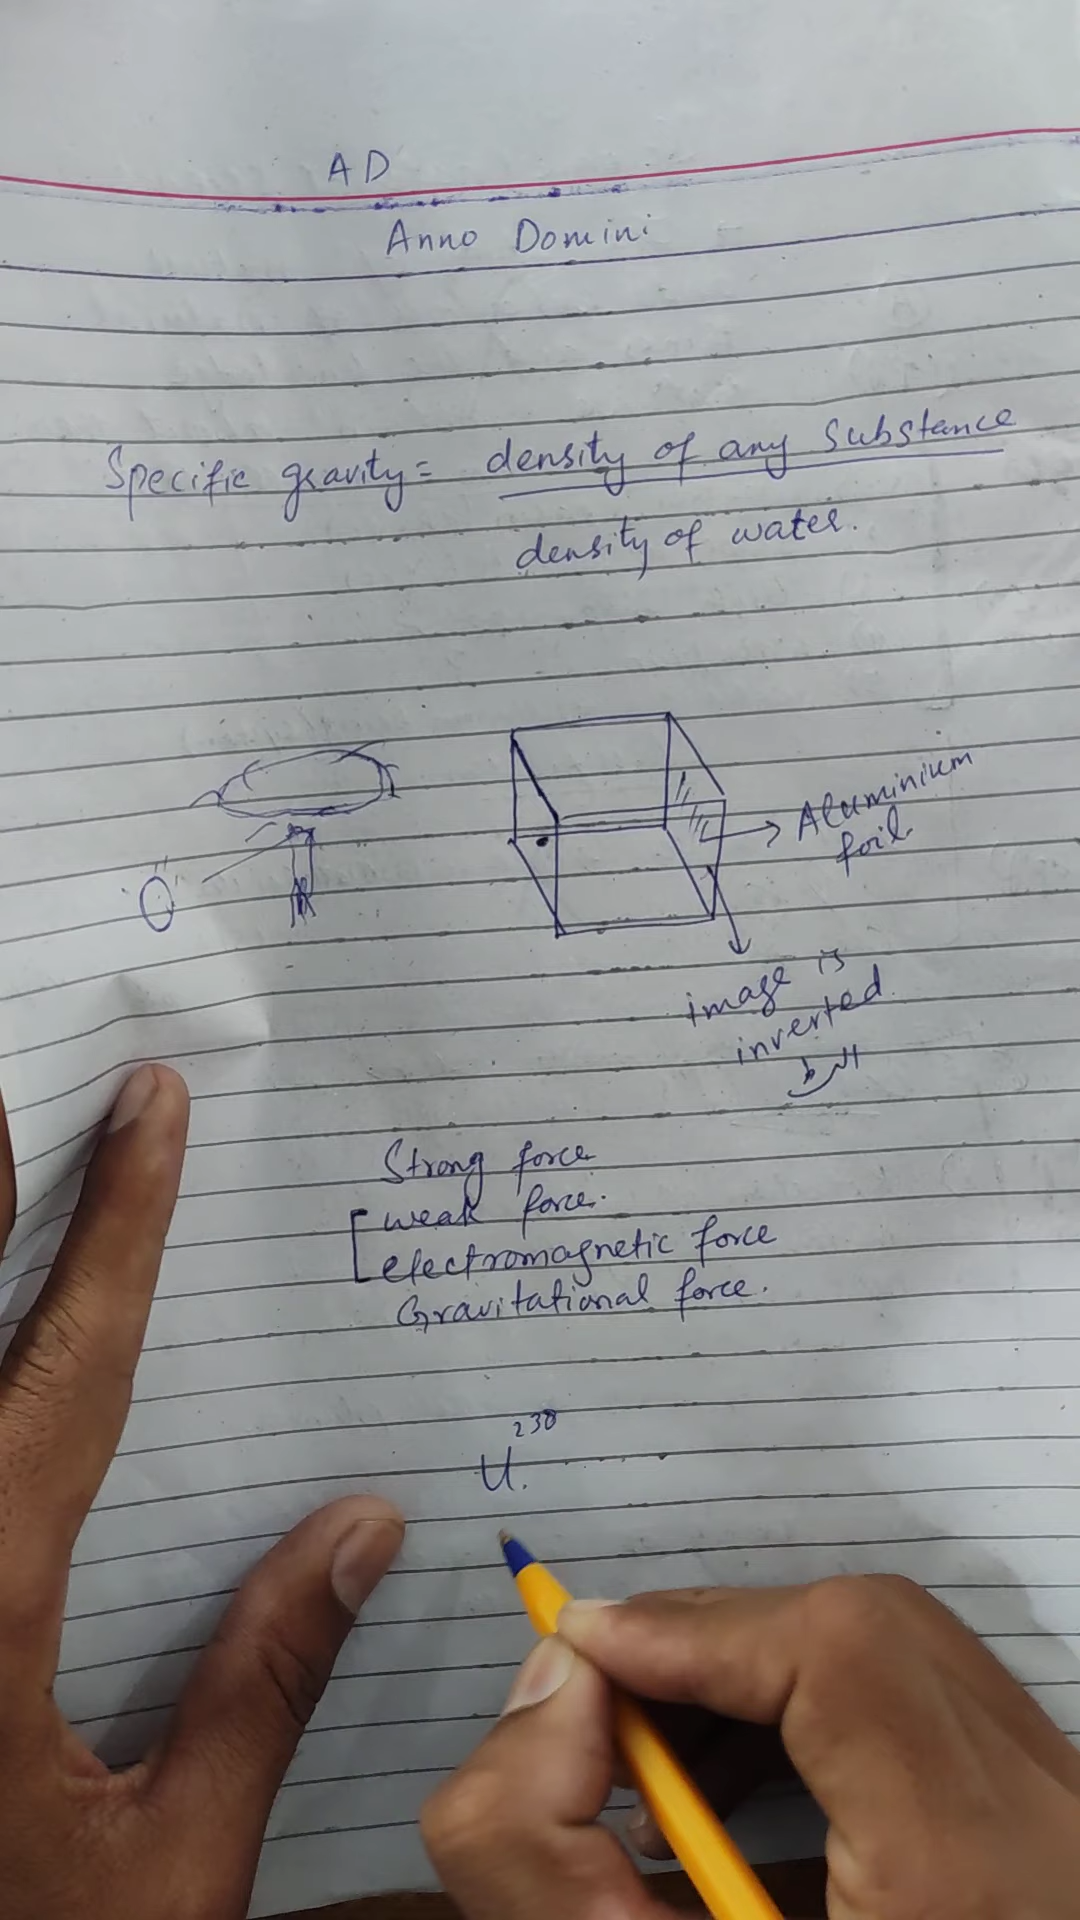 AD
Anno Domini
Specific gravity = density of any substance
density of water.
Aluminium
foil
image is
inverted
Strong force
weak force.
electromagnetic force
Gravitational force.
U.²³⁸